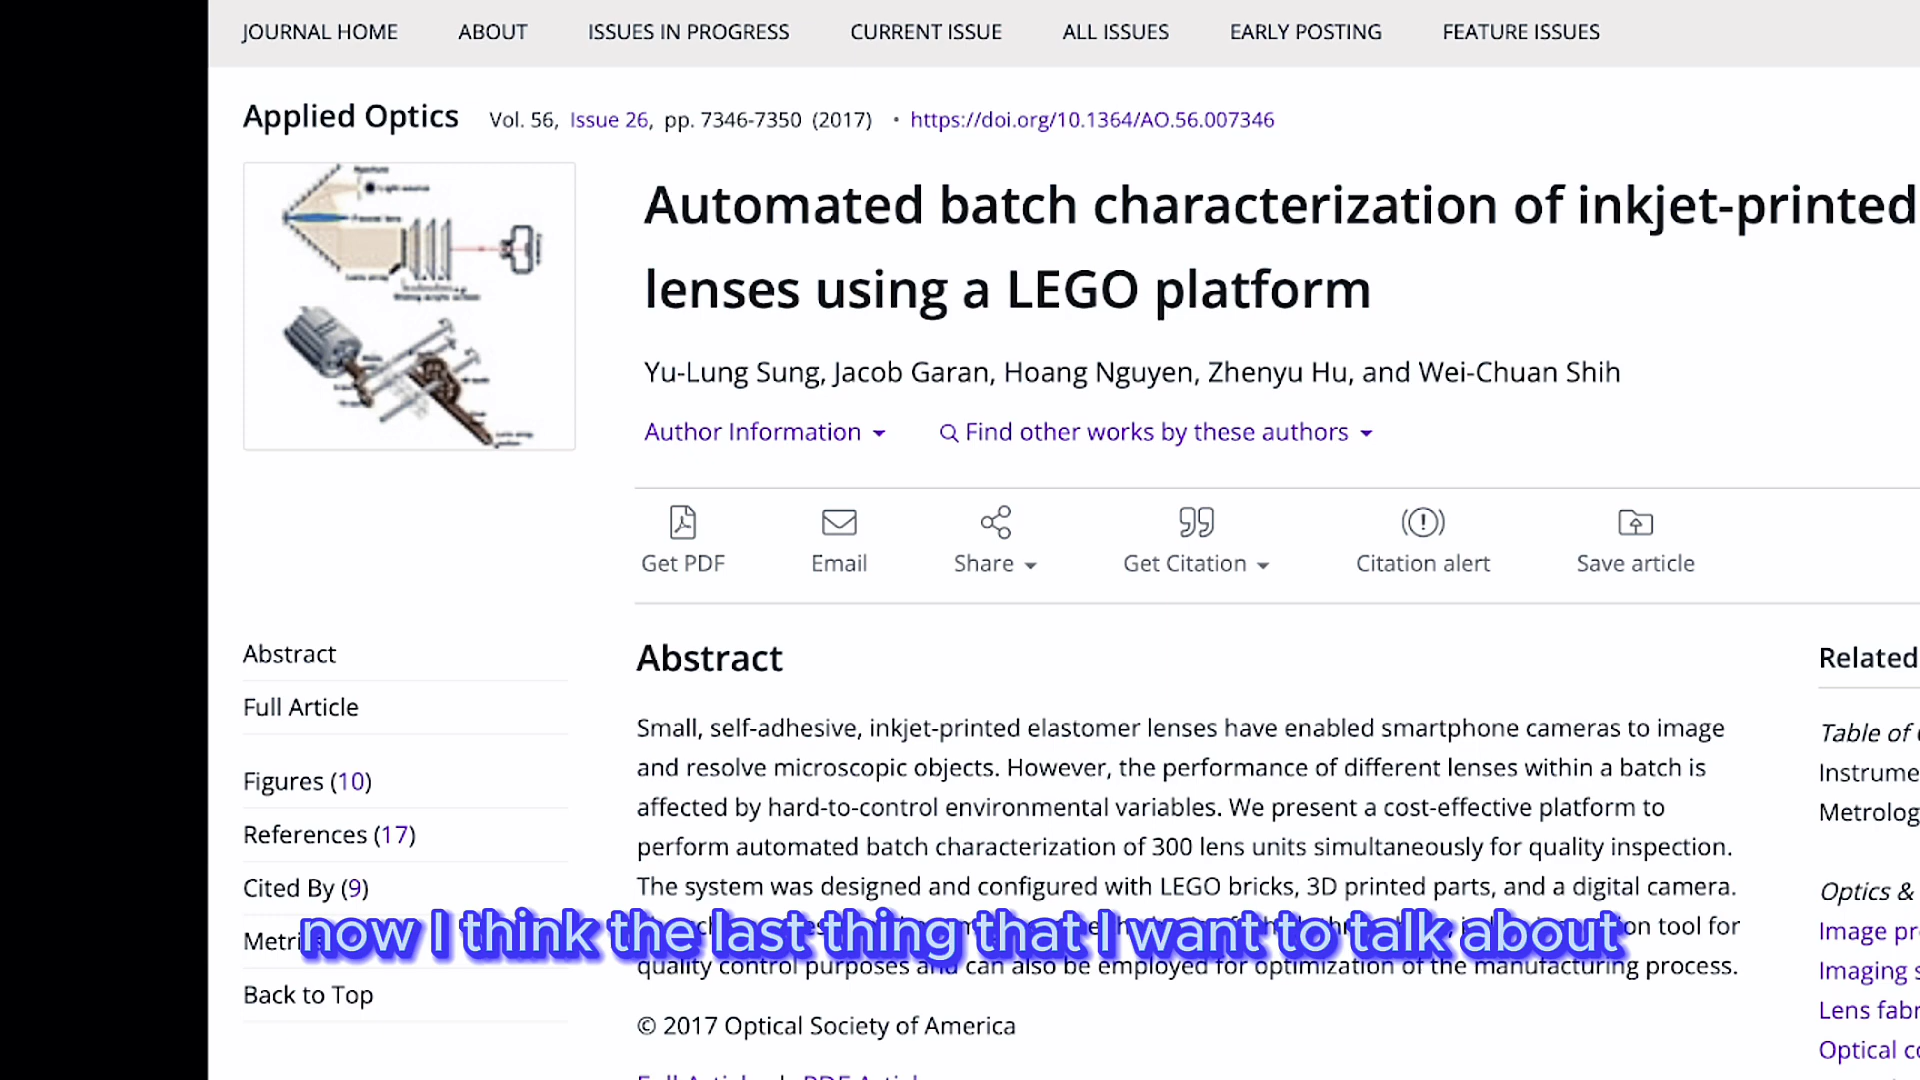 JOURNAL HOME ABOUT ISSUES IN PROGRESS CURRENT ISSUE ALL ISSUES EARLY POSTING FEATURE ISSUES
Applied Optics Vol. 56, Issue 26, pp. 7346-7350 (2017) • https://doi.org/10.1364/AO.56.007346
Automated batch characterization of inkjet-printed
lenses using a LEGO platform
Yu-Lung Sung, Jacob Garan, Hoang Nguyen, Zhenyu Hu, and Wei-Chuan Shih
Author Information Find other works by these authors
Get PDF Email Share Get Citation Citation alert Save article
Abstract
Full Article
Figures (10)
References (17)
Cited By (9)
Back to Top
Abstract
Small, self-adhesive, inkjet-printed elastomer lenses have enabled smartphone cameras to image
and resolve microscopic objects. However, the performance of different lenses within a batch is
affected by hard-to-control environmental variables. We present a cost-effective platform to
perform automated batch characterization of 300 lens units simultaneously for quality inspection.
The system was designed and configured with LEGO bricks, 3D printed parts, and a digital camera.
tool for
quality control purposes and can also be employed for optimization of the manufacturing process.
© 2017 Optical Society of America
Related
Table of
Optics &
Image
Imaging
Lens
Optical
now I think the last thing that I want to talk about